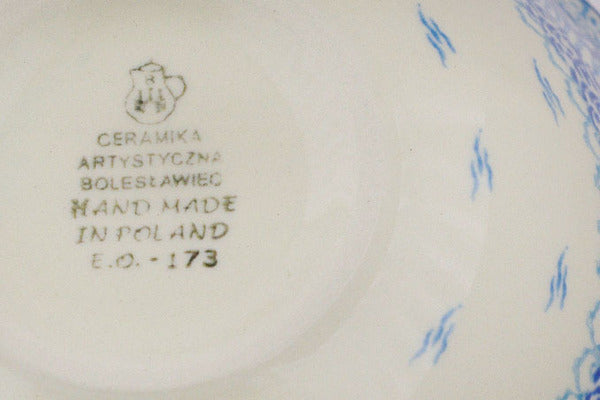 CERAMIKA
ARTYSTYCZNA
BOLESŁAWIEC
HAND MADE
IN POLAND
E.O. - 173